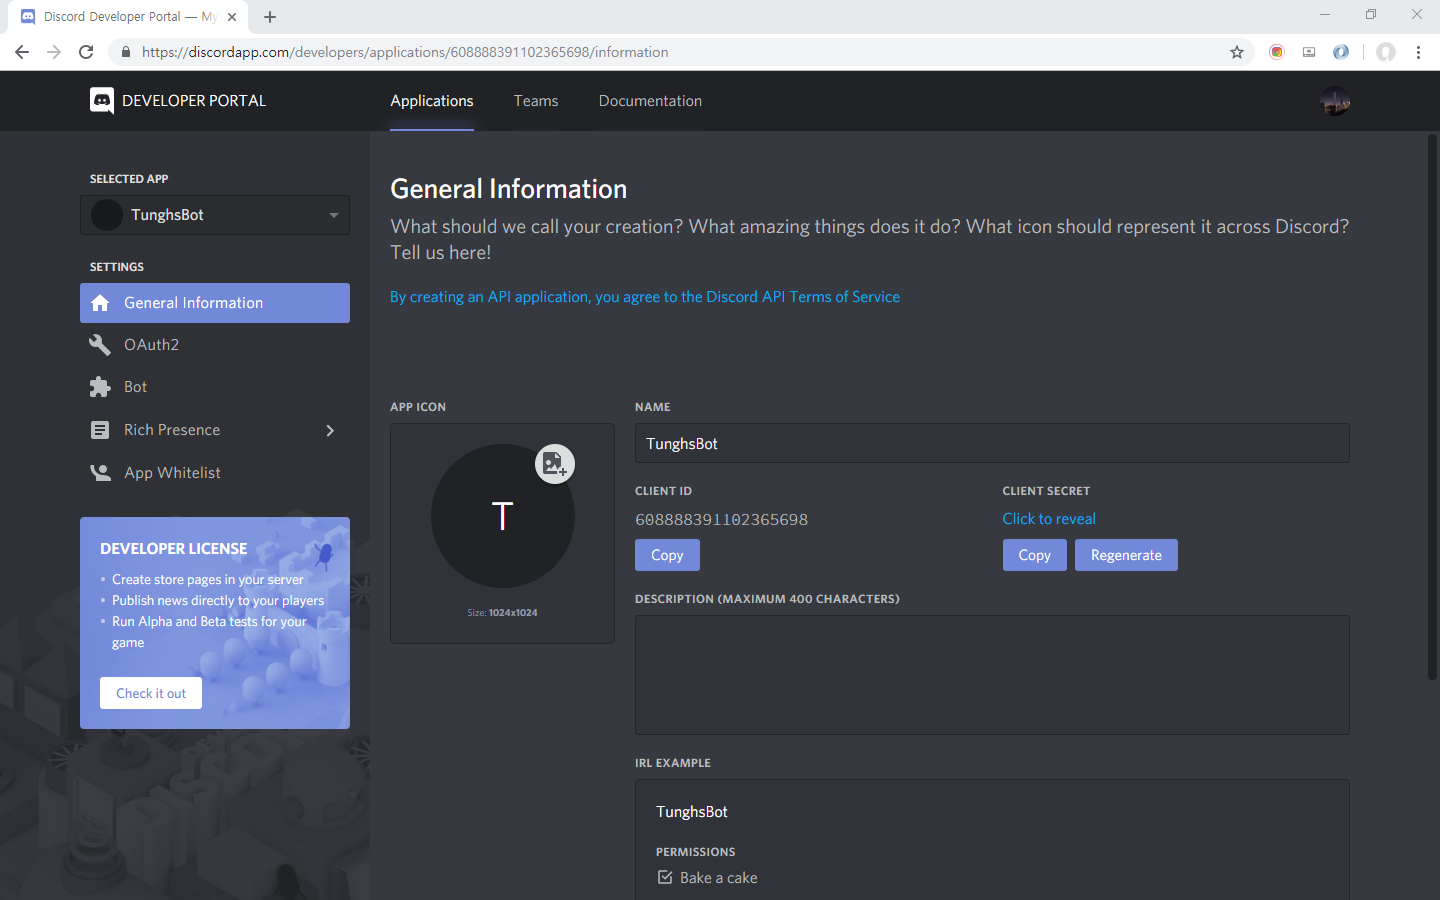 Discord Developer Portal — My
https://discordapp.com/developers/applications/608888391102365698/information
DEVELOPER PORTAL
Applications
Teams
Documentation
SELECTED APP
TunghsBot
SETTINGS
General Information
OAuth2
Bot
Rich Presence
App Whitelist
DEVELOPER LICENSE
• Create store pages in your server
• Publish news directly to your players
• Run Alpha and Beta tests for your
game
Check it out
General Information
What should we call your creation? What amazing things does it do? What icon should represent it across Discord?
Tell us here!
By creating an API application, you agree to the Discord API Terms of Service
APP ICON
T
Size: 1024x1024
NAME
TunghsBot
CLIENT ID
608888391102365698
Copy
CLIENT SECRET
Click to reveal
Copy
Regenerate
DESCRIPTION (MAXIMUM 400 CHARACTERS)
IRL EXAMPLE
TunghsBot
PERMISSIONS
Bake a cake